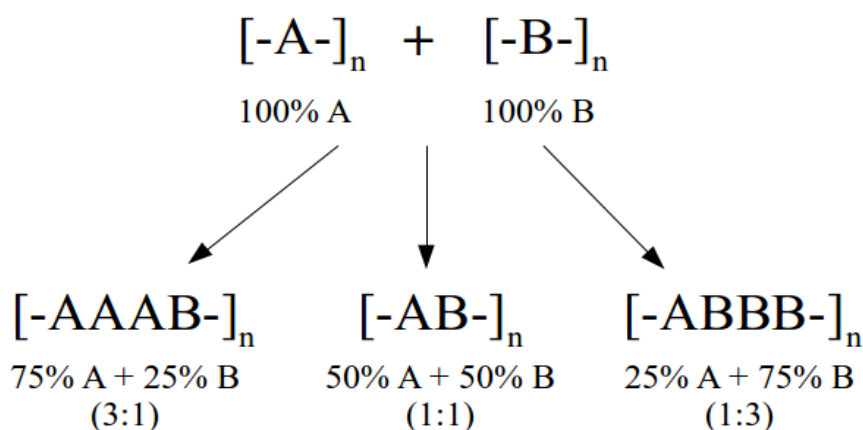 [-A-]n + [-B-]n
100% A 100% B
[-AAAB-]n [-AB-]n [-ABBB-]n
75% A + 25% B 50% A + 50% B 25% A + 75% B
(3:1) (1:1) (1:3)